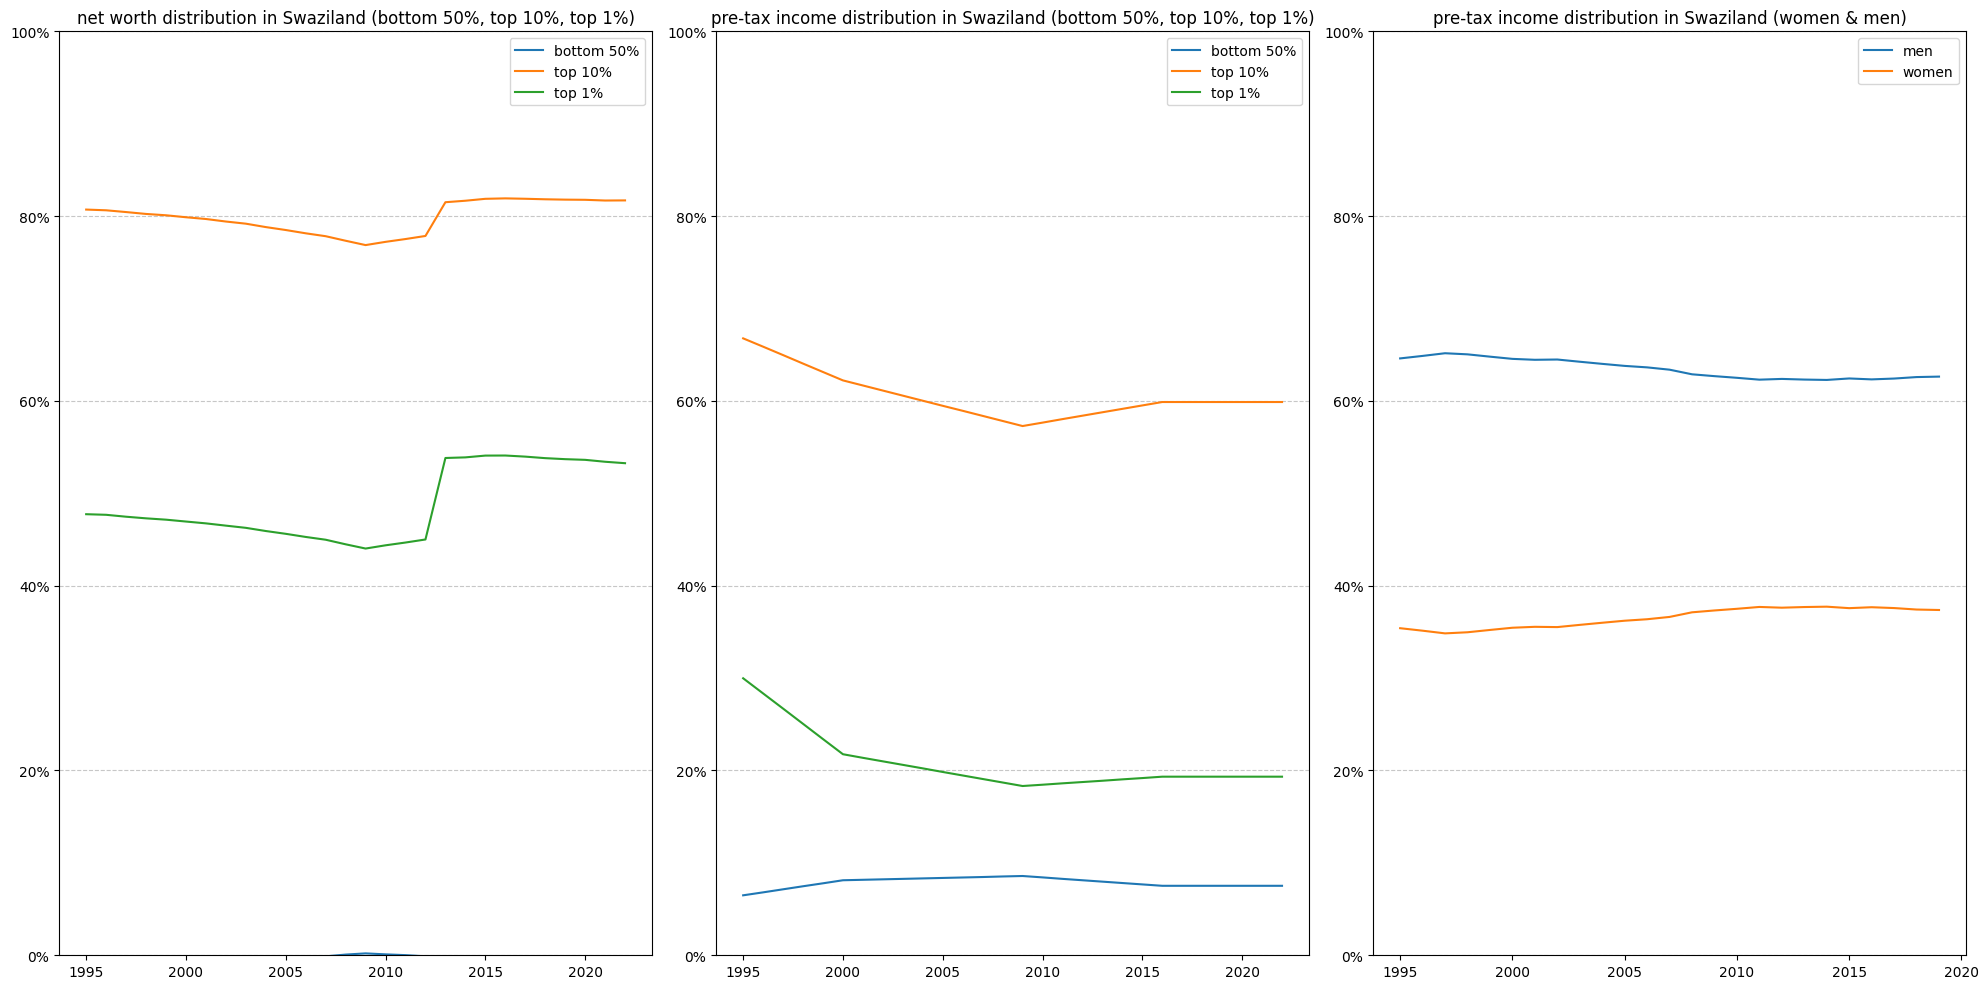 net worth distribution in Swaziland (bottom 50%, top 10%, top 1%)
100%
80%
60%
40%
20%
0%
1995 2000 2005 2010 2015 2020
bottom 50%
top 10%
top 1%
pre-tax income distribution in Swaziland (bottom 50%, top 10%, top 1%)
100%
80%
60%
40%
20%
0%
1995 2000 2005 2010 2015 2020
bottom 50%
top 10%
top 1%
pre-tax income distribution in Swaziland (women & men)
100%
80%
60%
40%
20%
0%
1995 2000 2005 2010 2015 2020
men
women